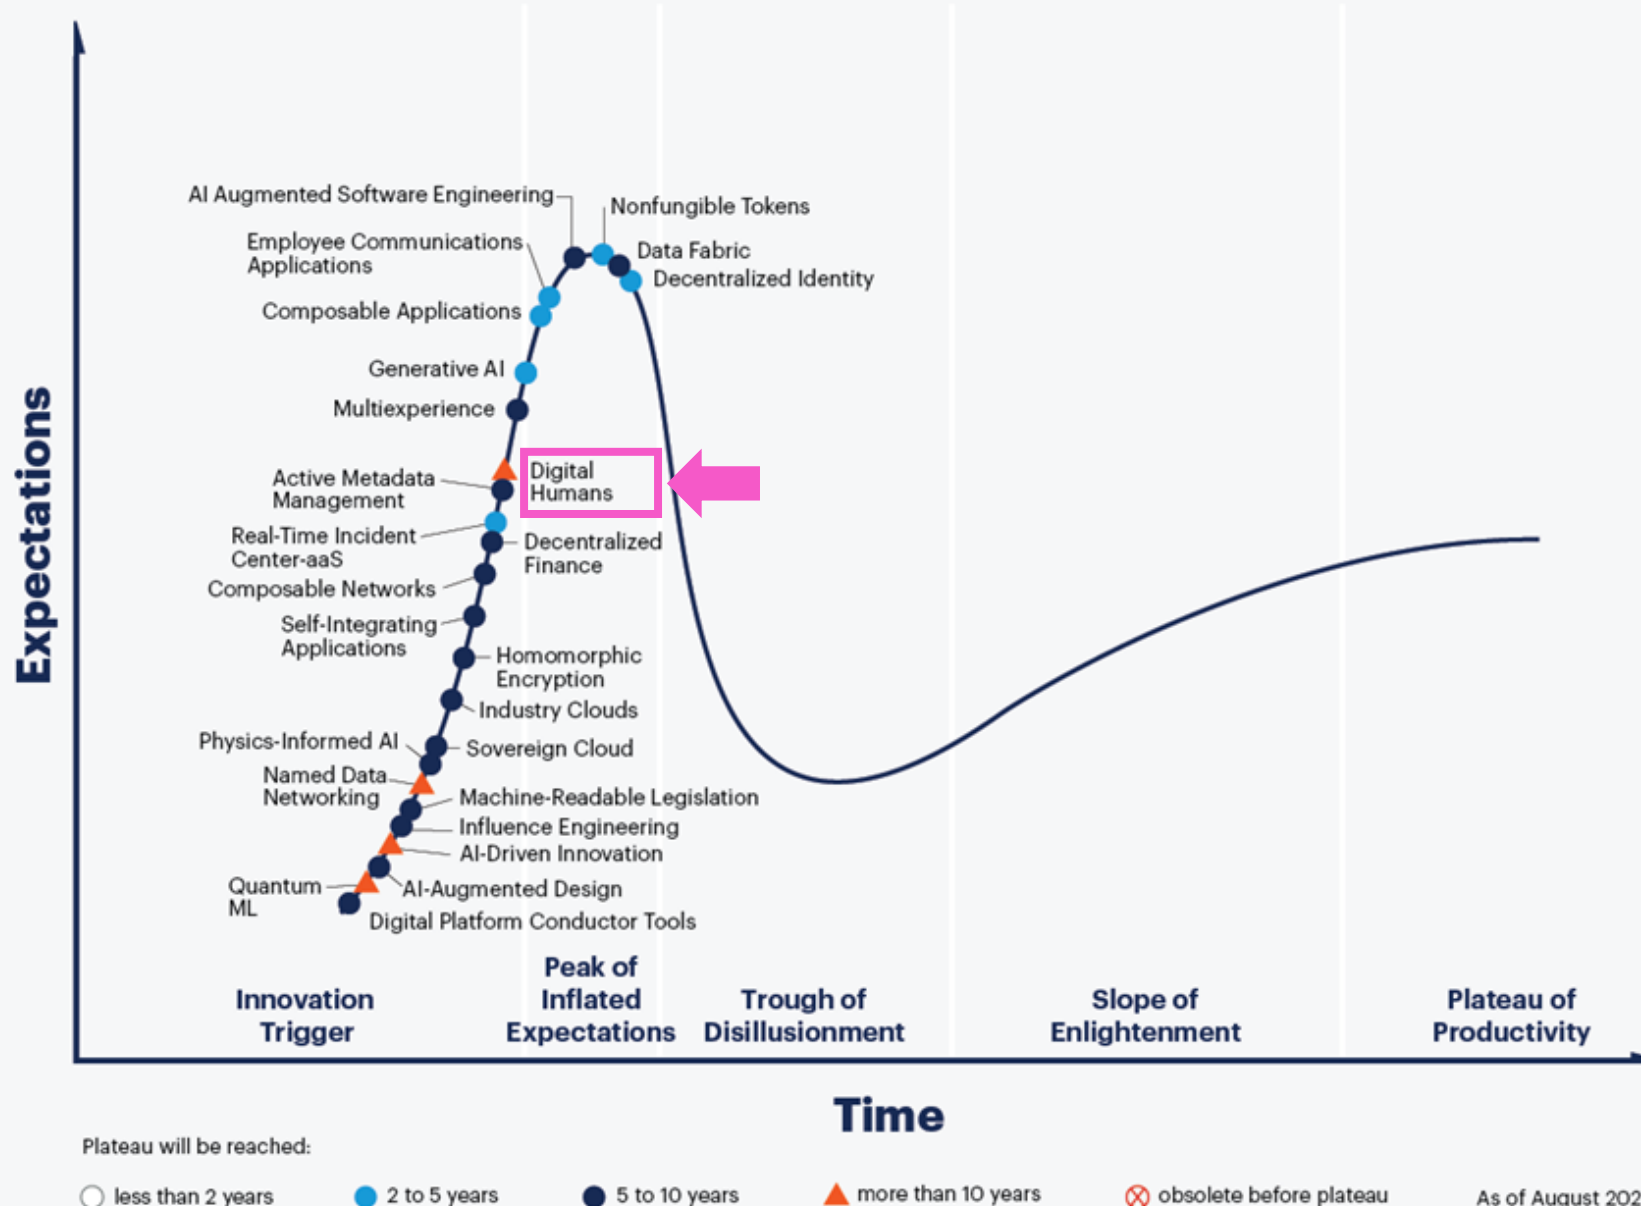 AI Augmented Software Engineering
Nonfungible Tokens
Employee Communications
Applications
Data Fabric
Decentralized Identity
Composable Applications
Generative AI
Multiexperience
Digital
Humans
Active Metadata
Management
Real-Time Incident
Center-aaS
Decentralized
Finance
Composable Networks
Self-Integrating
Applications
Homomorphic
Encryption
Industry Clouds
Physics-Informed AI
Sovereign Cloud
Named Data
Networking
Machine-Readable Legislation
Influence Engineering
AI-Driven Innovation
Quantum
ML
AI-Augmented Design
Digital Platform Conductor Tools
Expectations
Innovation
Trigger
Peak of
Inflated
Expectations
Trough of
Disillusionment
Slope of
Enlightenment
Plateau of
Productivity
Time
Plateau will be reached:
less than 2 years
2 to 5 years
5 to 10 years
more than 10 years
obsolete before plateau
As of August 202